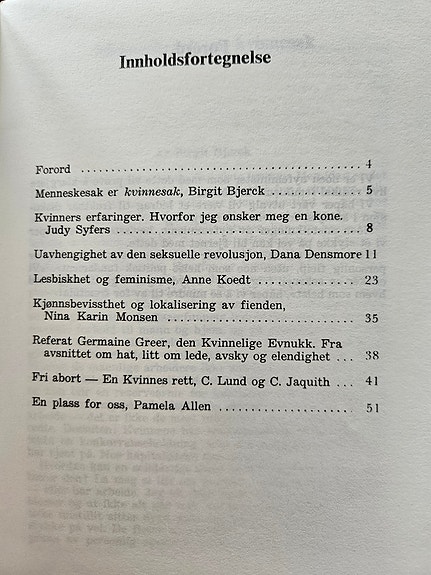 Innholdsfortegnelse
Forord .................................... 4
Menneskesak er kvinnesak, Birgit Bjerck ............ 5
Kvinners erfaringer. Hvorfor jeg ønsker meg en kone.
Judy Syfers ................................ 8
Uavhengighet av den seksuelle revolusjon, Dana Densmore 11
Lesbiskhet og feminisme, Anne Koedt ............... 23
Kjønnsbevissthet og lokalisering av fienden,
Nina Karin Monsen ......................... 35
Referat Germaine Greer, den Kvinnelige Evnukk. Fra
avsnittet om hat, litt om lede, avsky og elendighet ... 38
Fri abort — En Kvinnes rett, C. Lund og C. Jaquith ... 41
En plass for oss, Pamela Allen .................... 51